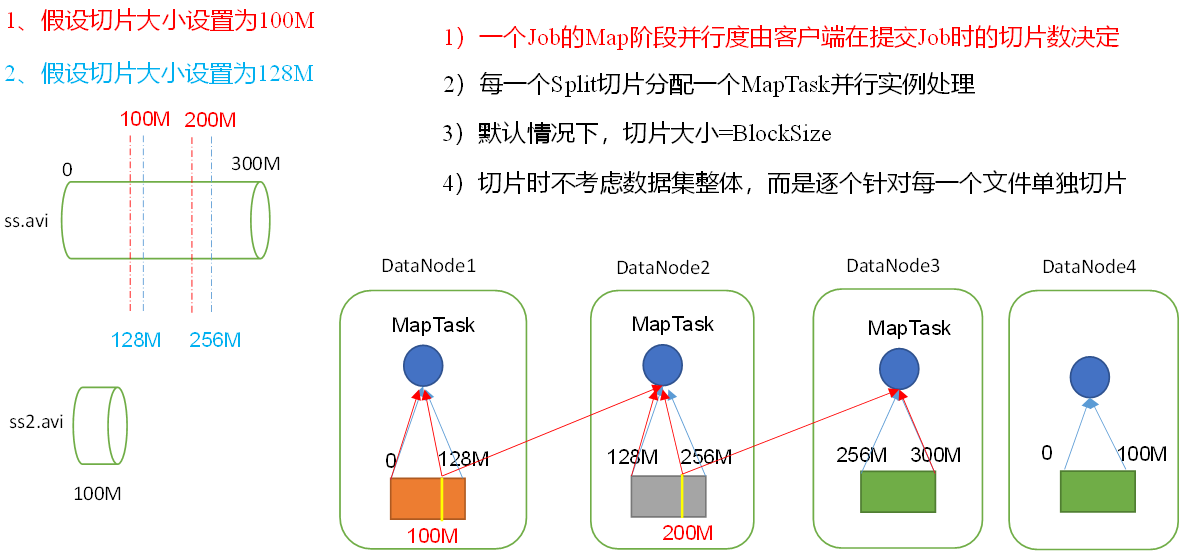 1、假设切片大小设置为100M
2、假设切片大小设置为128M
1）一个Job的Map阶段并行度由客户端在提交Job时的切片数决定
2）每一个Split切片分配一个MapTask并行实例处理
3）默认情况下，切片大小=BlockSize
4）切片时不考虑数据集整体，而是逐个针对每一个文件单独切片
100M 200M
0 300M
ss.avi
128M 256M
ss2.avi
100M
DataNode1 DataNode2 DataNode3 DataNode4
MapTask MapTask MapTask
0 128M 128M 256M 256M 300M 0 100M
100M 200M